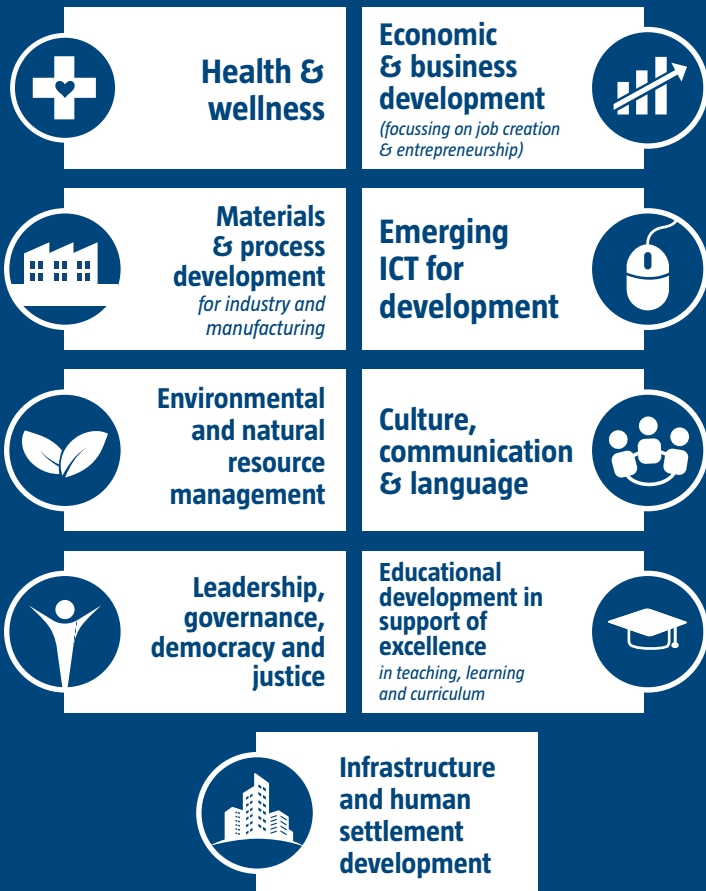 Health &
wellness
Economic
& business
development
(focussing on job creation
& entrepreneurship)
Materials
& process
development
for industry and
manufacturing
Emerging
ICT for
development
Environmental
and natural
resource
management
Culture,
communication
& language
Leadership,
governance,
democracy and
justice
Educational
development in
support of
excellence
in teaching, learning
and curriculum
Infrastructure
and human
settlement
development